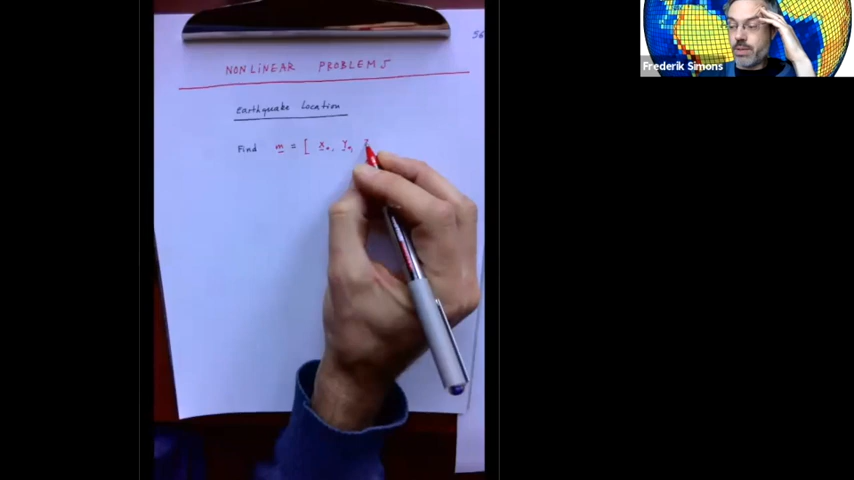 56
NONLINEAR PROBLEMS
Earthquake Location
Find m = [ x₀, y₀, z
Frederik Simons